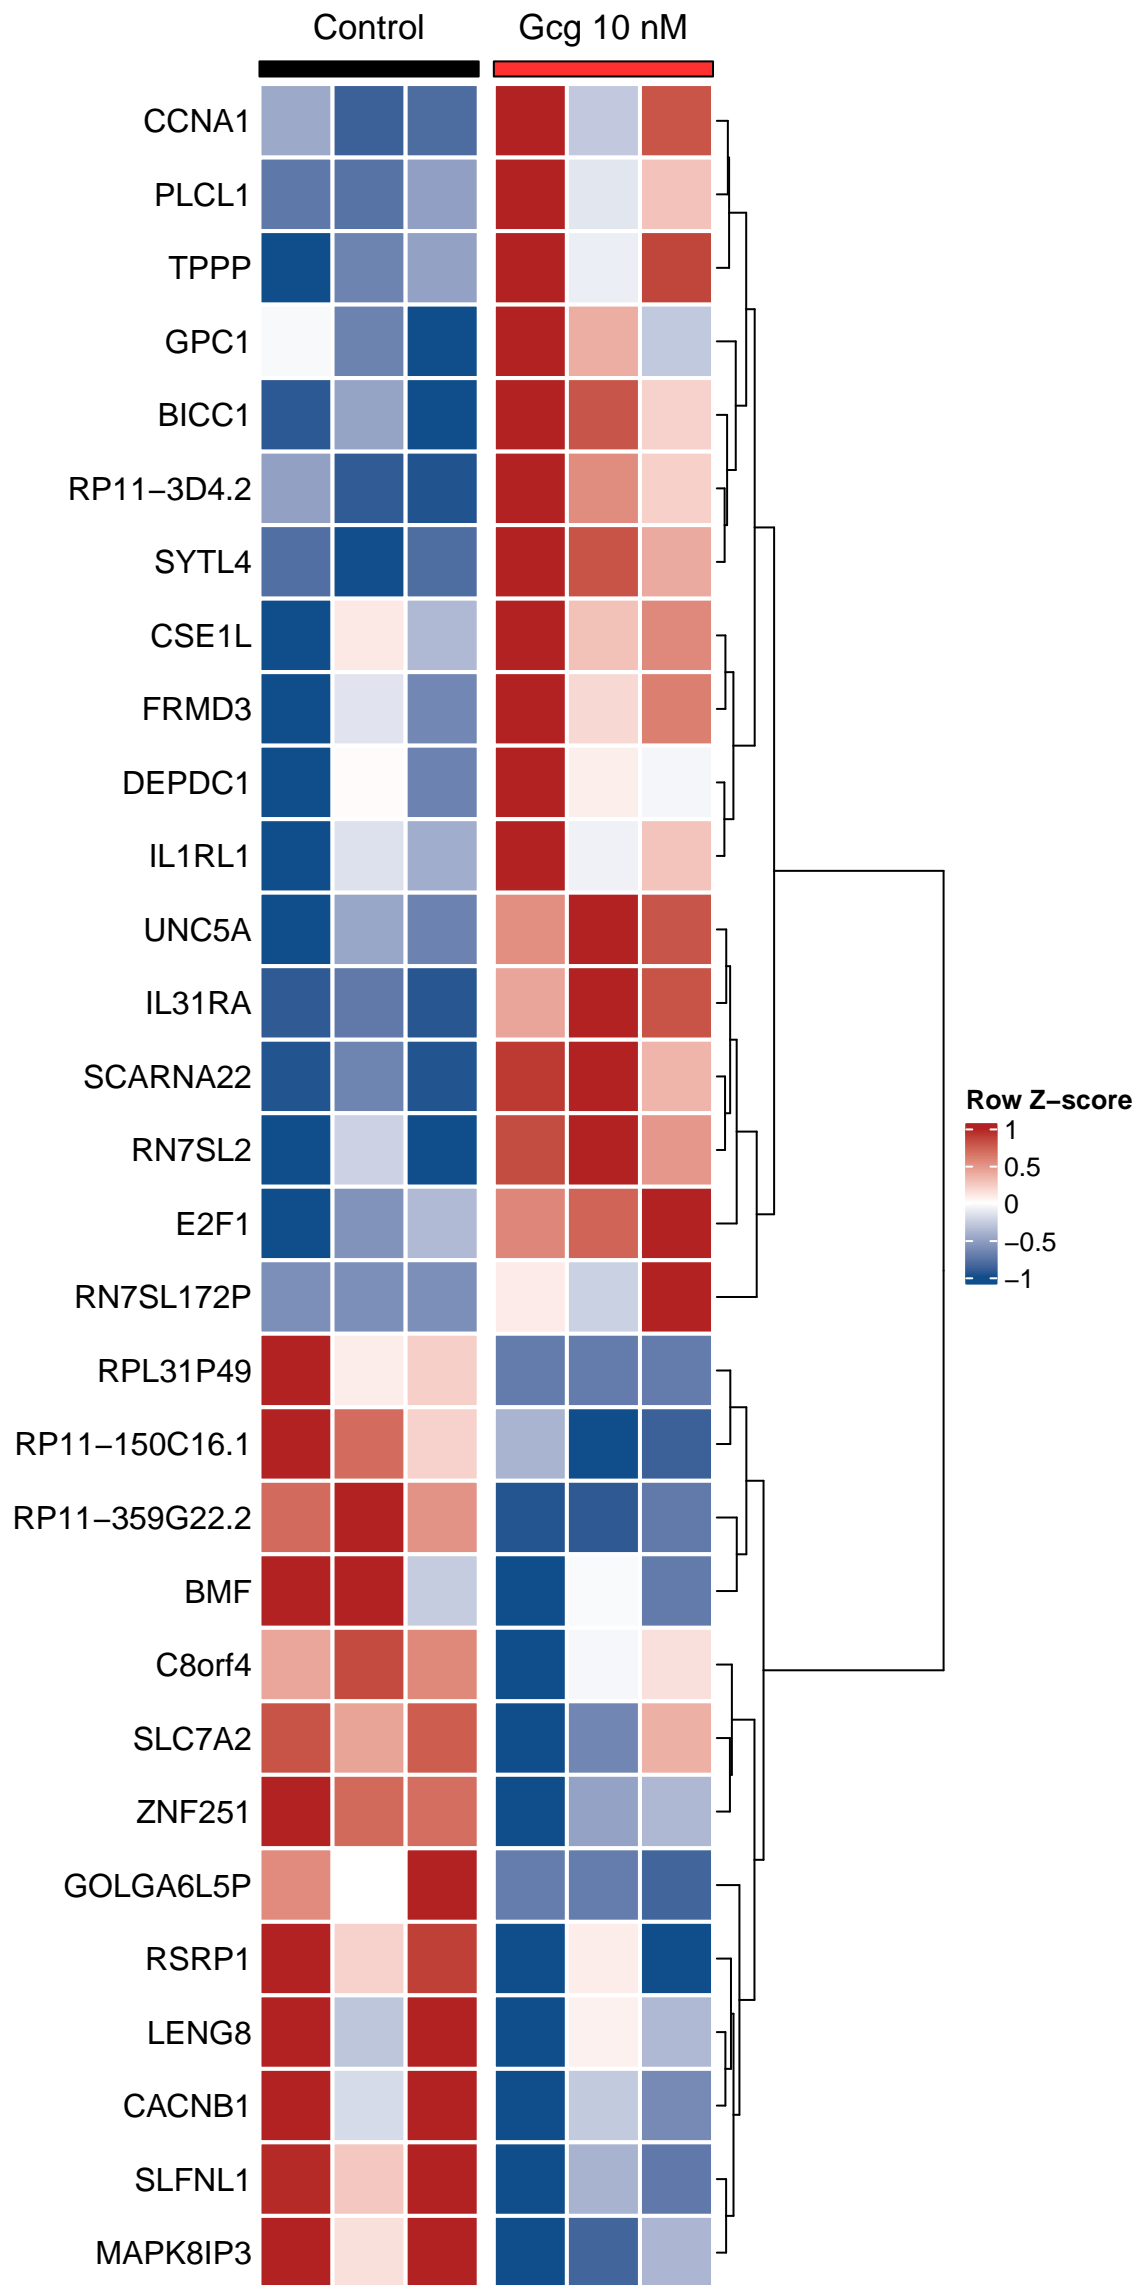 Control Gcg 10 nM
CCNA1
PLCL1
TPPP
GPC1
BICC1
RP11−3D4.2
SYTL4
CSE1L
FRMD3
DEPDC1
IL1RL1
UNC5A
IL31RA
SCARNA22
RN7SL2
E2F1
RN7SL172P
RPL31P49
RP11−150C16.1
RP11−359G22.2
BMF
C8orf4
SLC7A2
ZNF251
GOLGA6L5P
RSRP1
LENG8
CACNB1
SLFNL1
MAPK8IP3
Row Z−score
1
0.5
0
−0.5
−1